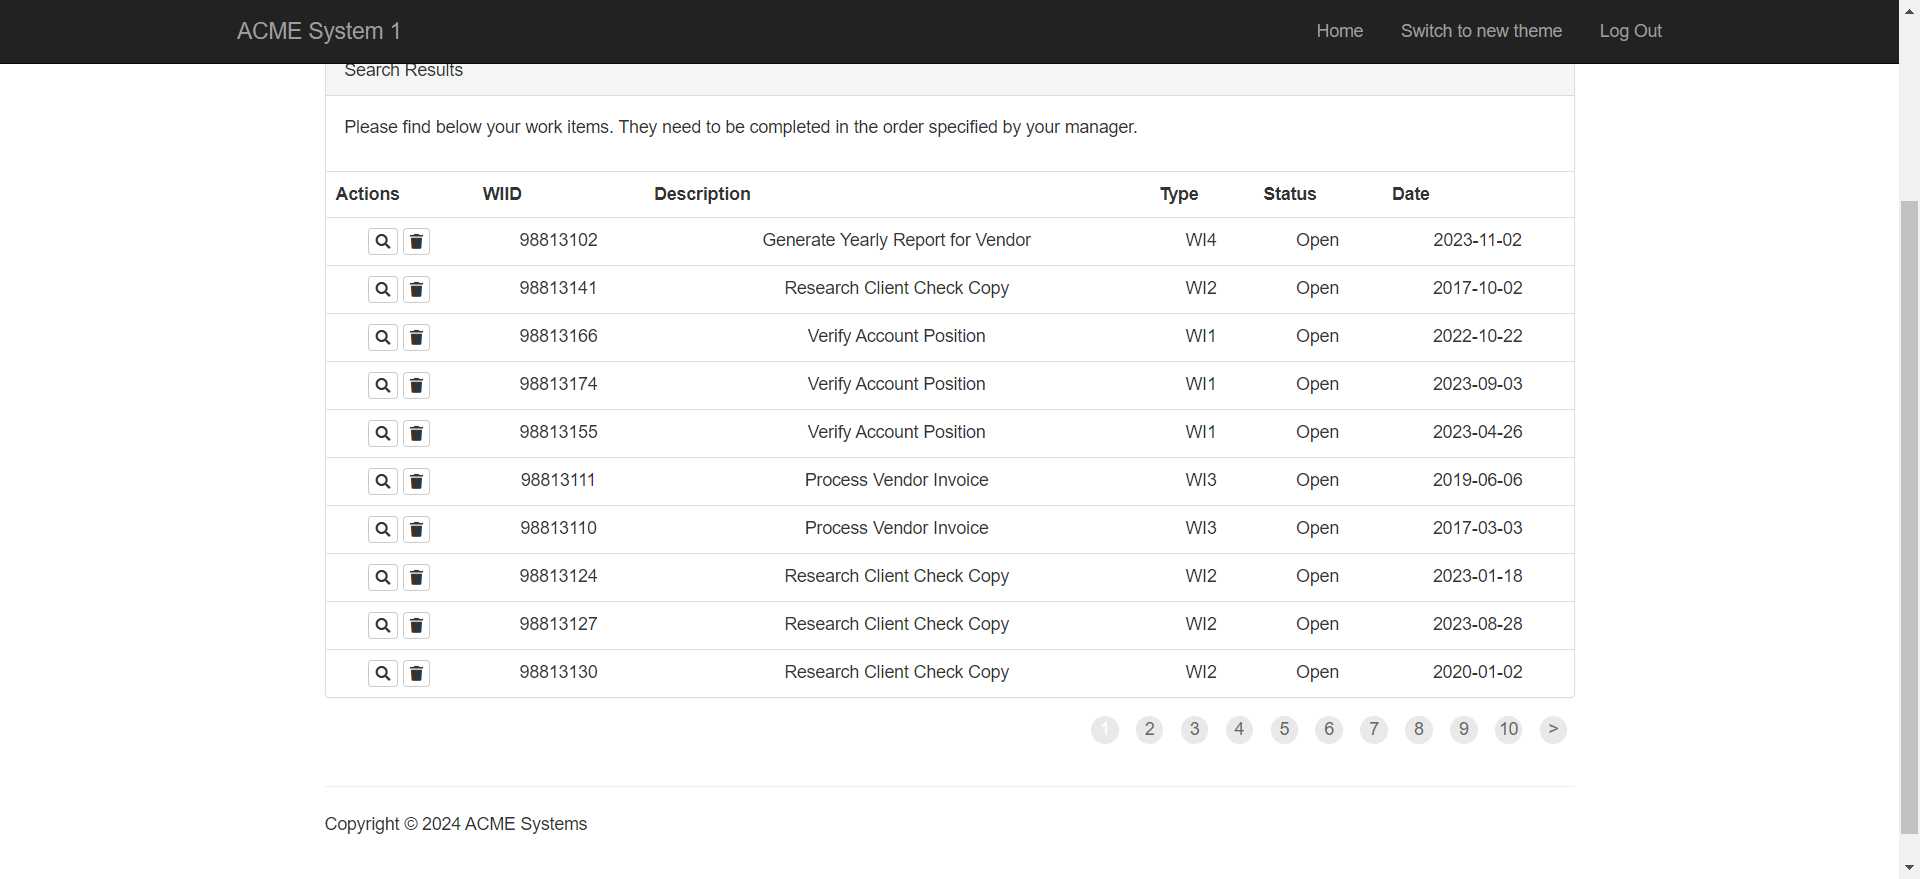 ACME System 1 Home Switch to new theme Log Out
Search Results
Please find below your work items. They need to be completed in the order specified by your manager.
Actions WIID Description Type Status Date
98813102 Generate Yearly Report for Vendor WI4 Open 2023-11-02
98813141 Research Client Check Copy WI2 Open 2017-10-02
98813166 Verify Account Position WI1 Open 2022-10-22
98813174 Verify Account Position WI1 Open 2023-09-03
98813155 Verify Account Position WI1 Open 2023-04-26
98813111 Process Vendor Invoice WI3 Open 2019-06-06
98813110 Process Vendor Invoice WI3 Open 2017-03-03
98813124 Research Client Check Copy WI2 Open 2023-01-18
98813127 Research Client Check Copy WI2 Open 2023-08-28
98813130 Research Client Check Copy WI2 Open 2020-01-02
1 2 3 4 5 6 7 8 9 10 >
Copyright © 2024 ACME Systems